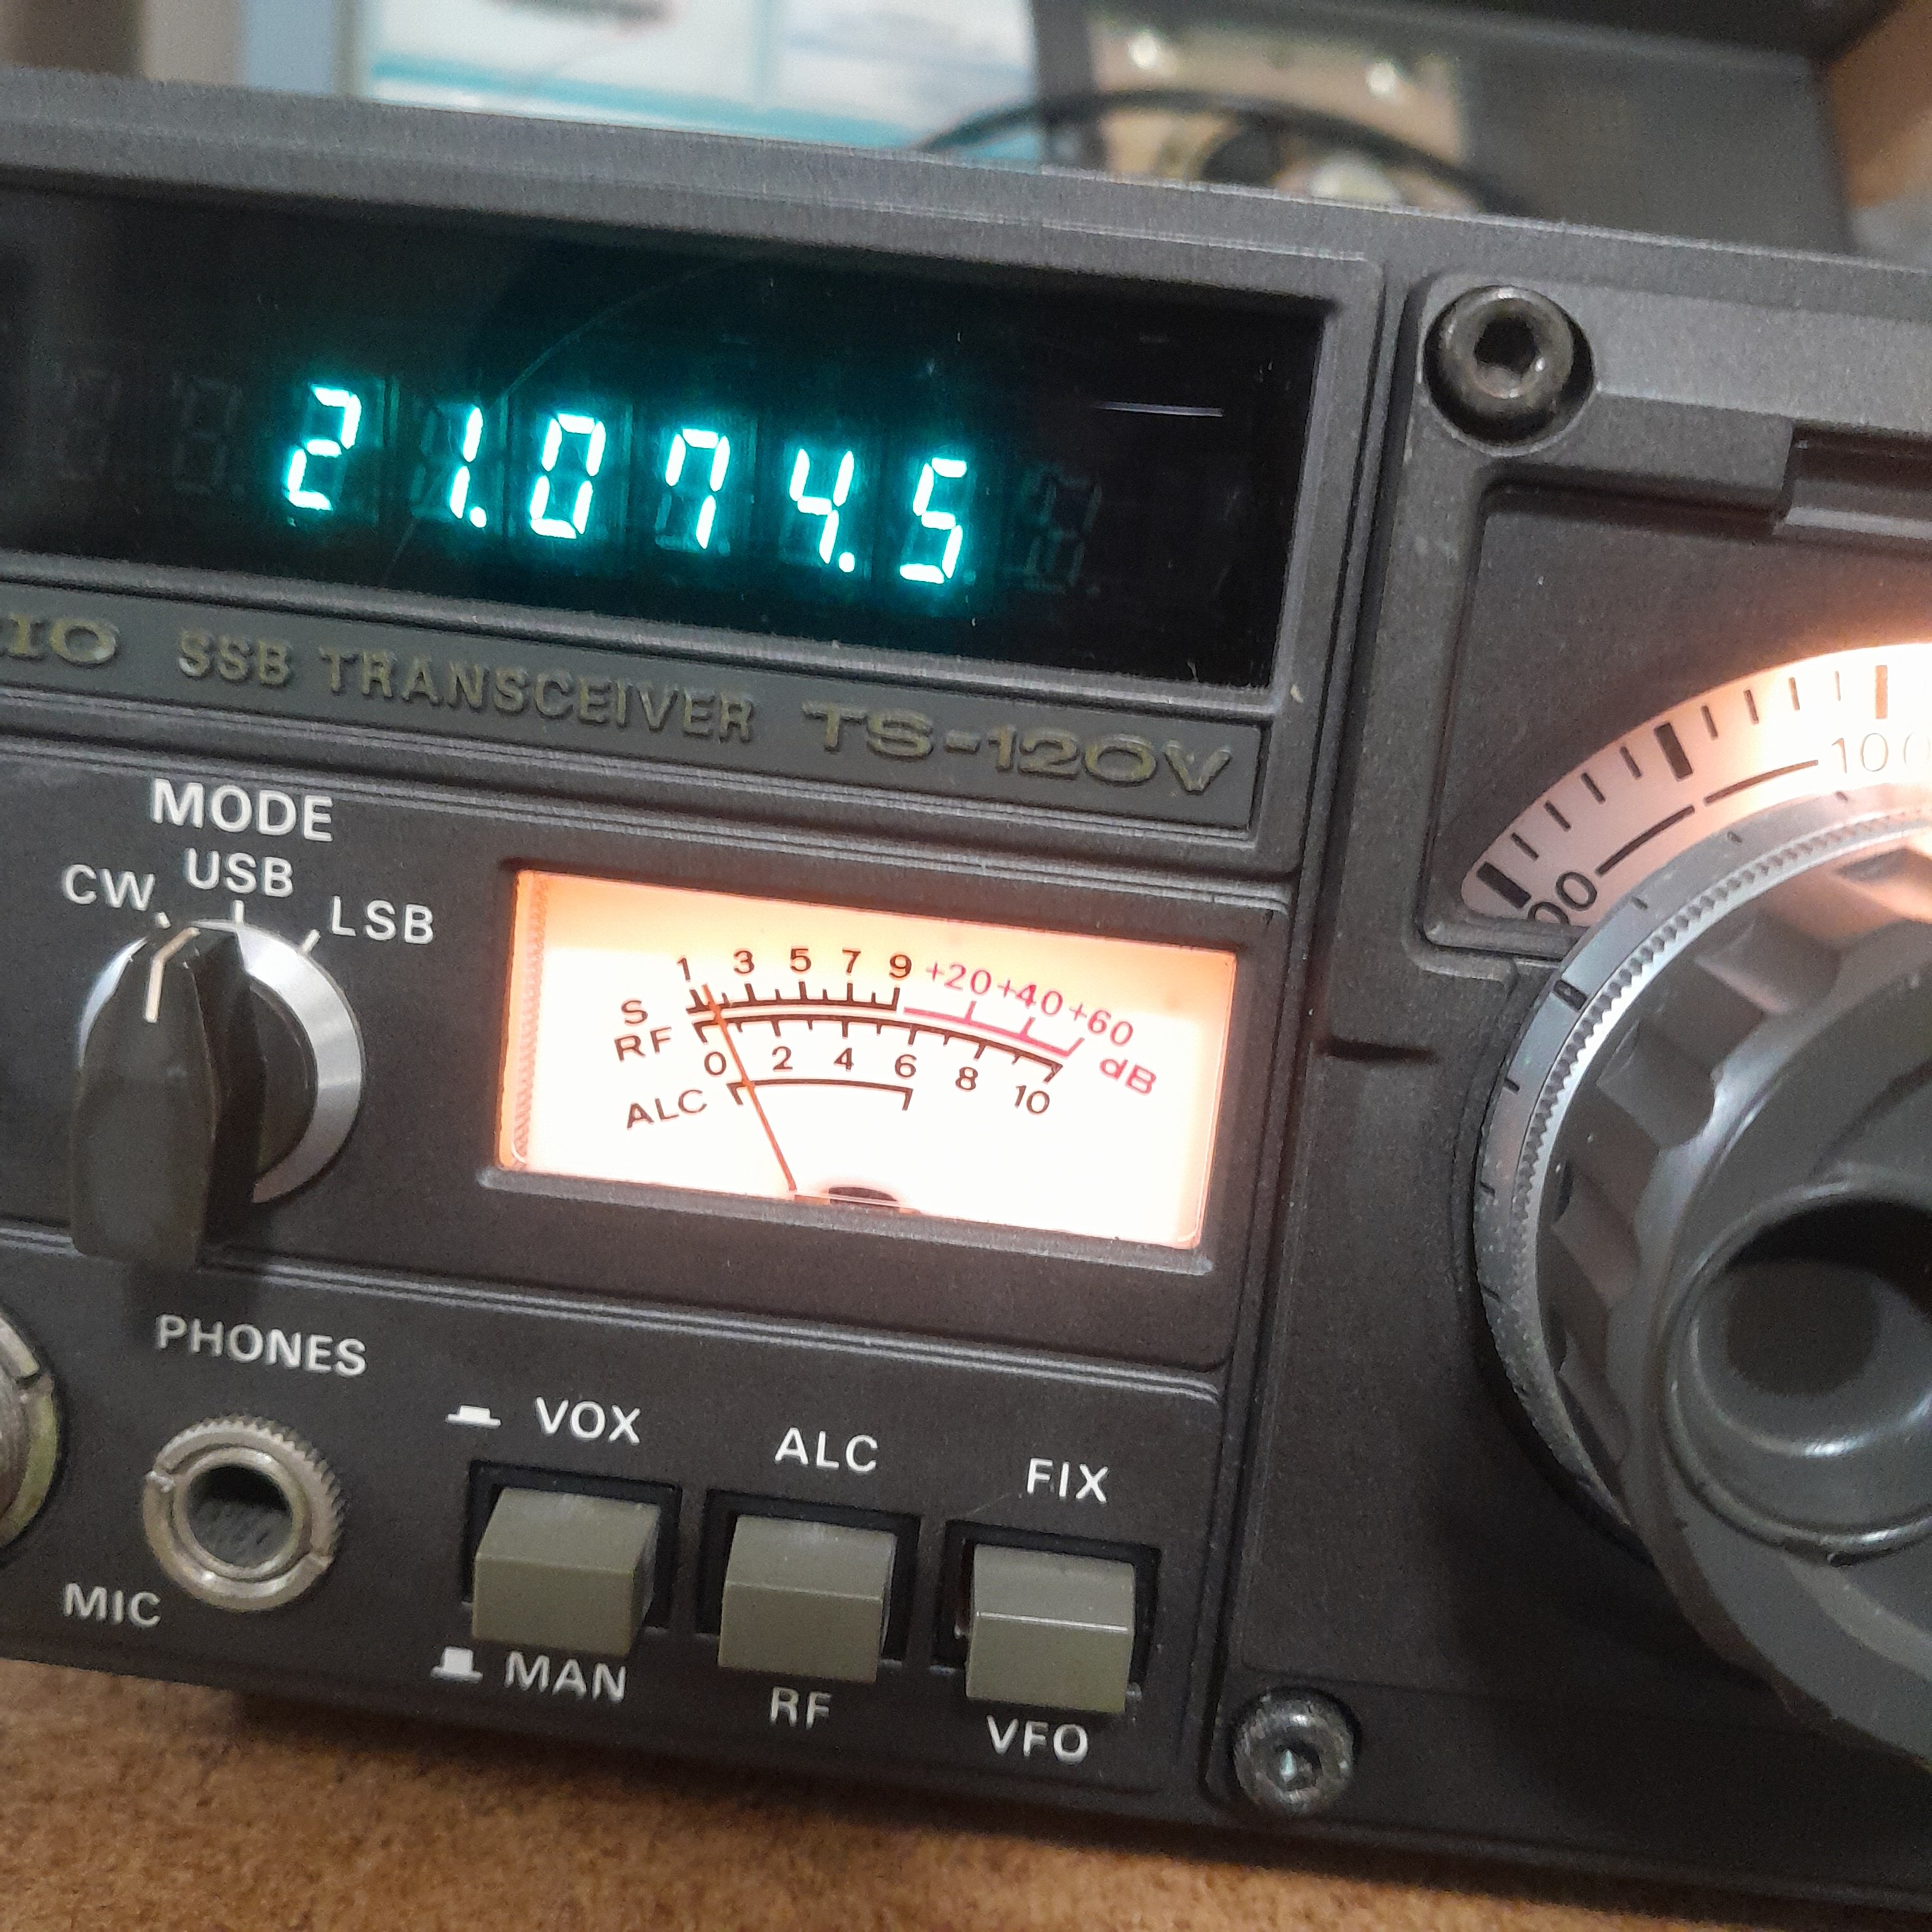 21.074.5
IO SSB TRANSCEIVER TS-120V
MODE
CW USB LSB
1 3 5 7 9 +20 +40 +60
S
RF
dB
0 2 4 6 8 10
ALC
100
PHONES
MIC
VOX ALC FIX
MAN RF VFO